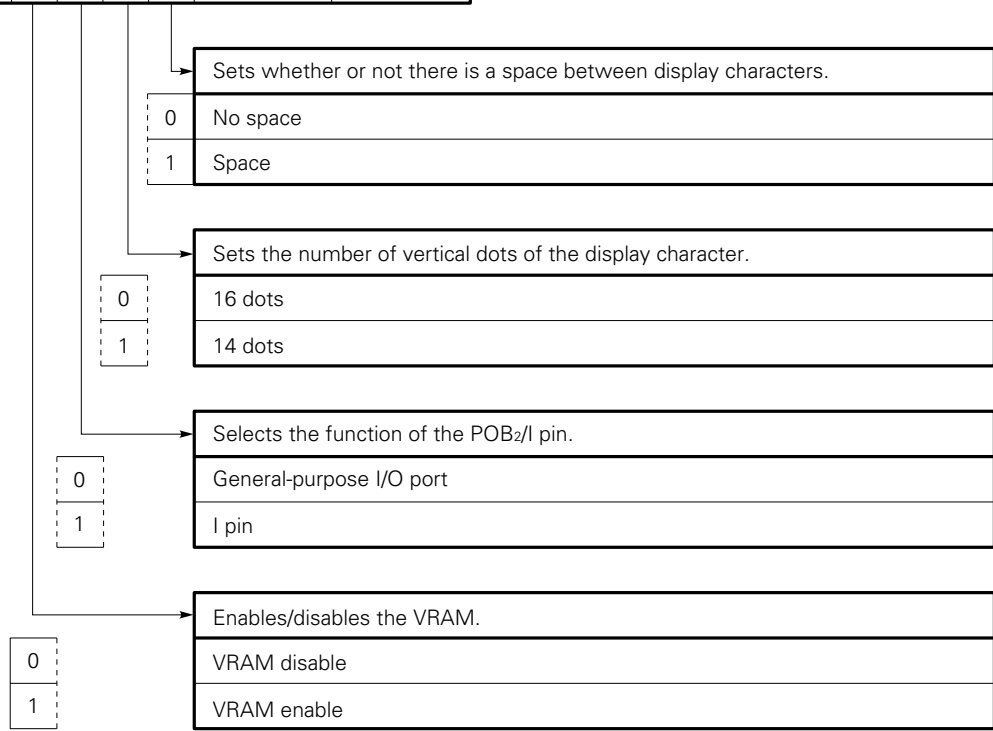 Sets whether or not there is a space between display characters.
0 No space
1 Space
Sets the number of vertical dots of the display character.
0 16 dots
1 14 dots
Selects the function of the POB2/I pin.
0 General-purpose I/O port
1 I pin
Enables/disables the VRAM.
0 VRAM disable
1 VRAM enable